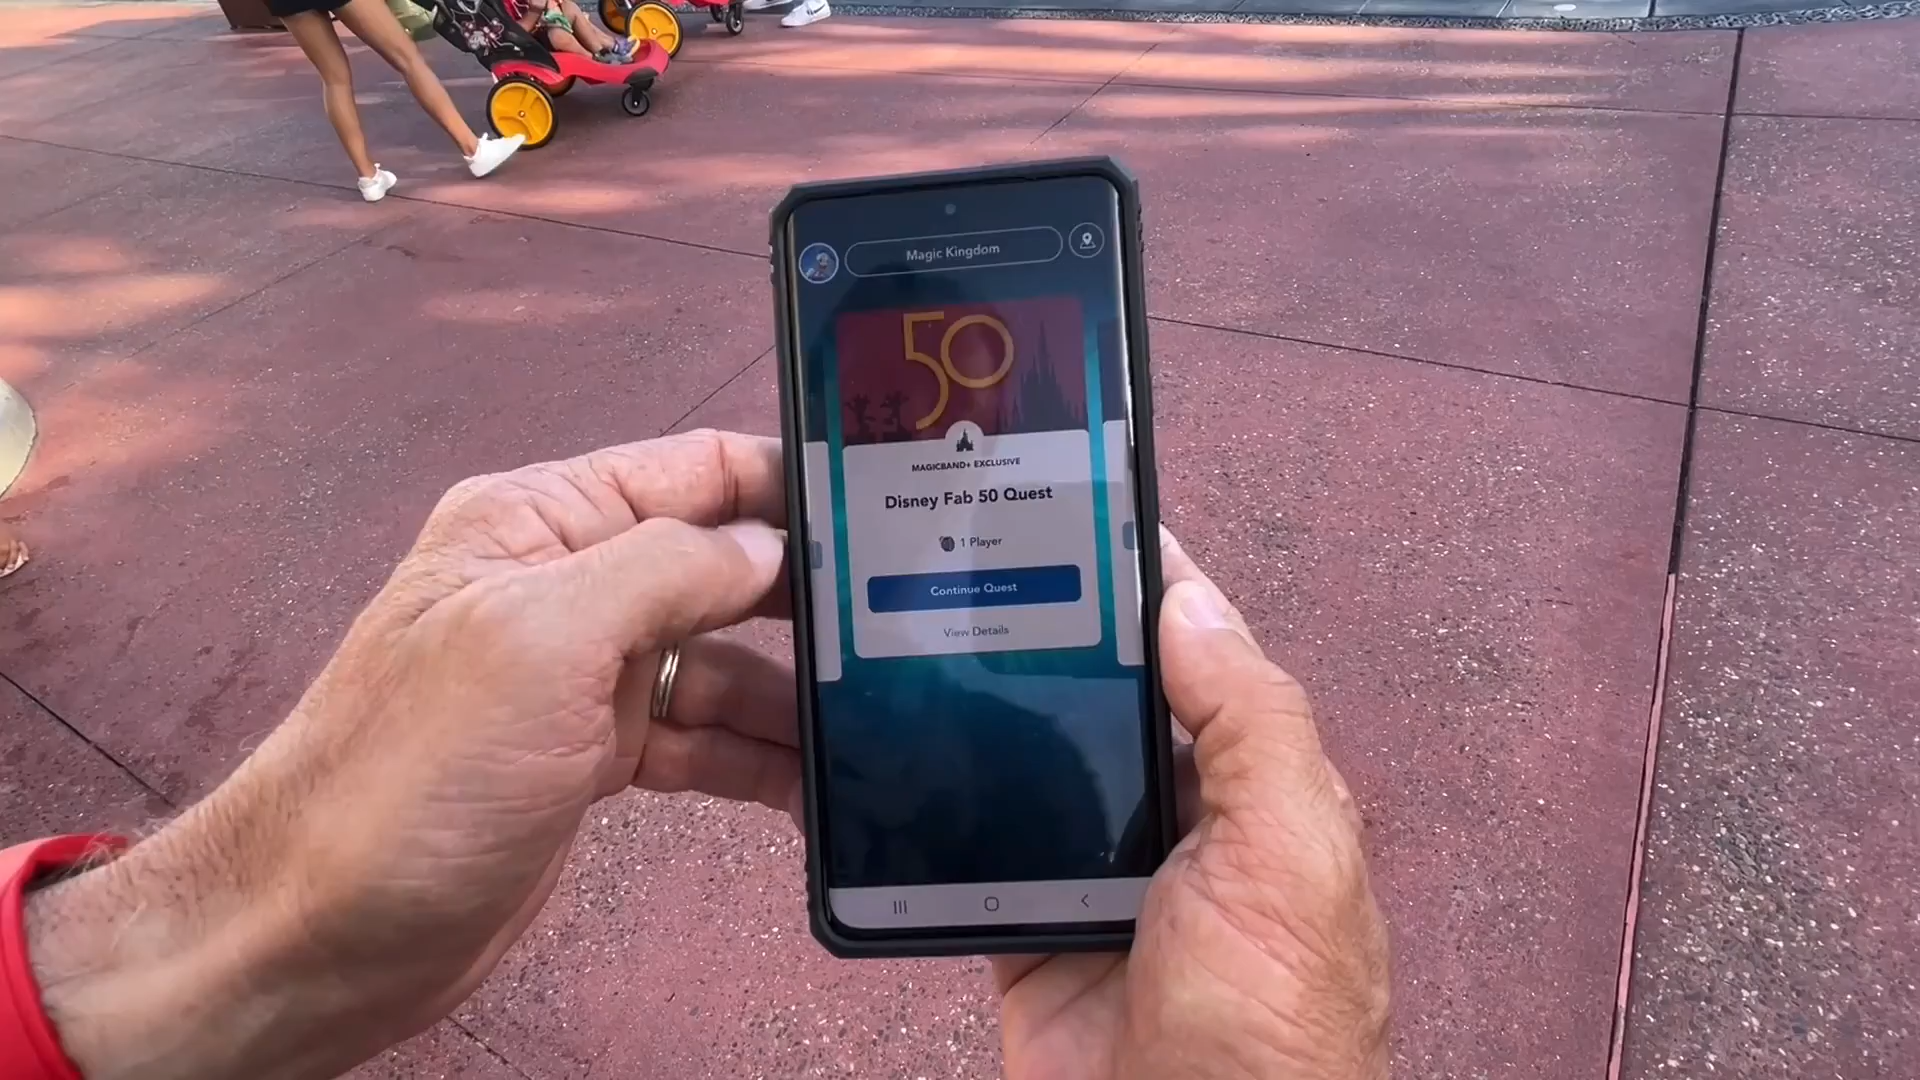 Magic Kingdom
50
MAGICBAND+ EXCLUSIVE
Disney Fab 50 Quest
1 Player
Continue Quest
View Details